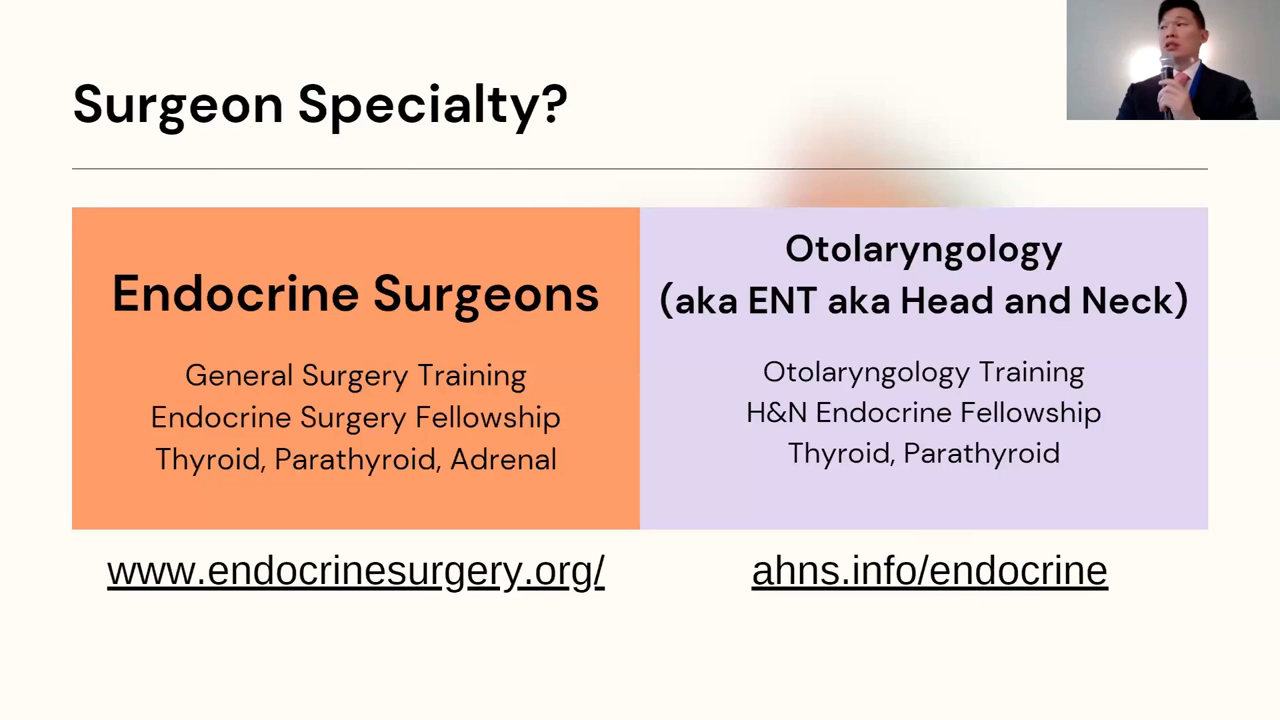 Surgeon Specialty?
Endocrine Surgeons
General Surgery Training
Endocrine Surgery Fellowship
Thyroid, Parathyroid, Adrenal
www.endocrinesurgery.org/
Otolaryngology
(aka ENT aka Head and Neck)
Otolaryngology Training
H&N Endocrine Fellowship
Thyroid, Parathyroid
ahns.info/endocrine